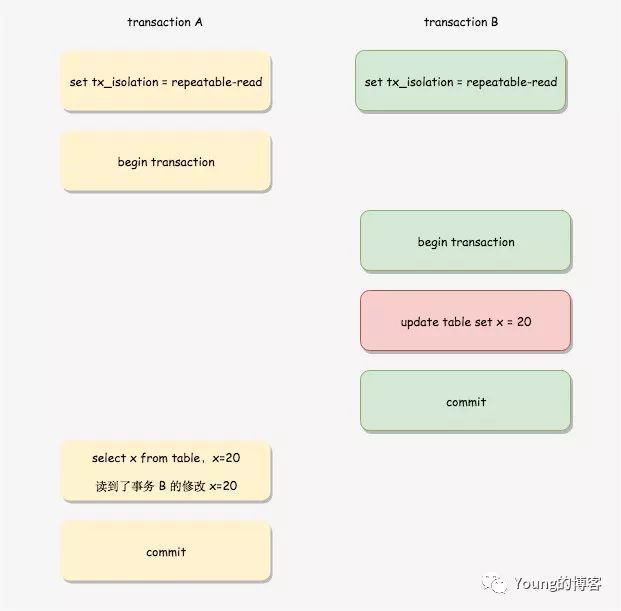 transaction A
transaction B
set tx_isolation = repeatable-read
set tx_isolation = repeatable-read
begin transaction
begin transaction
update table set x = 20
commit
select x from table，x=20
读到了事务 B 的修改 x=20
commit
Young的博客